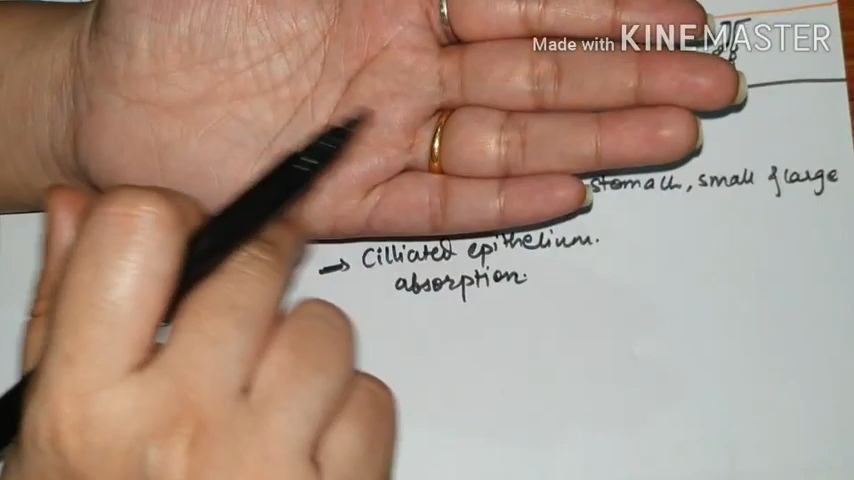 Made with KINEMASTER
stomach, small & large
→ Cilliated epithelium.
absorption.